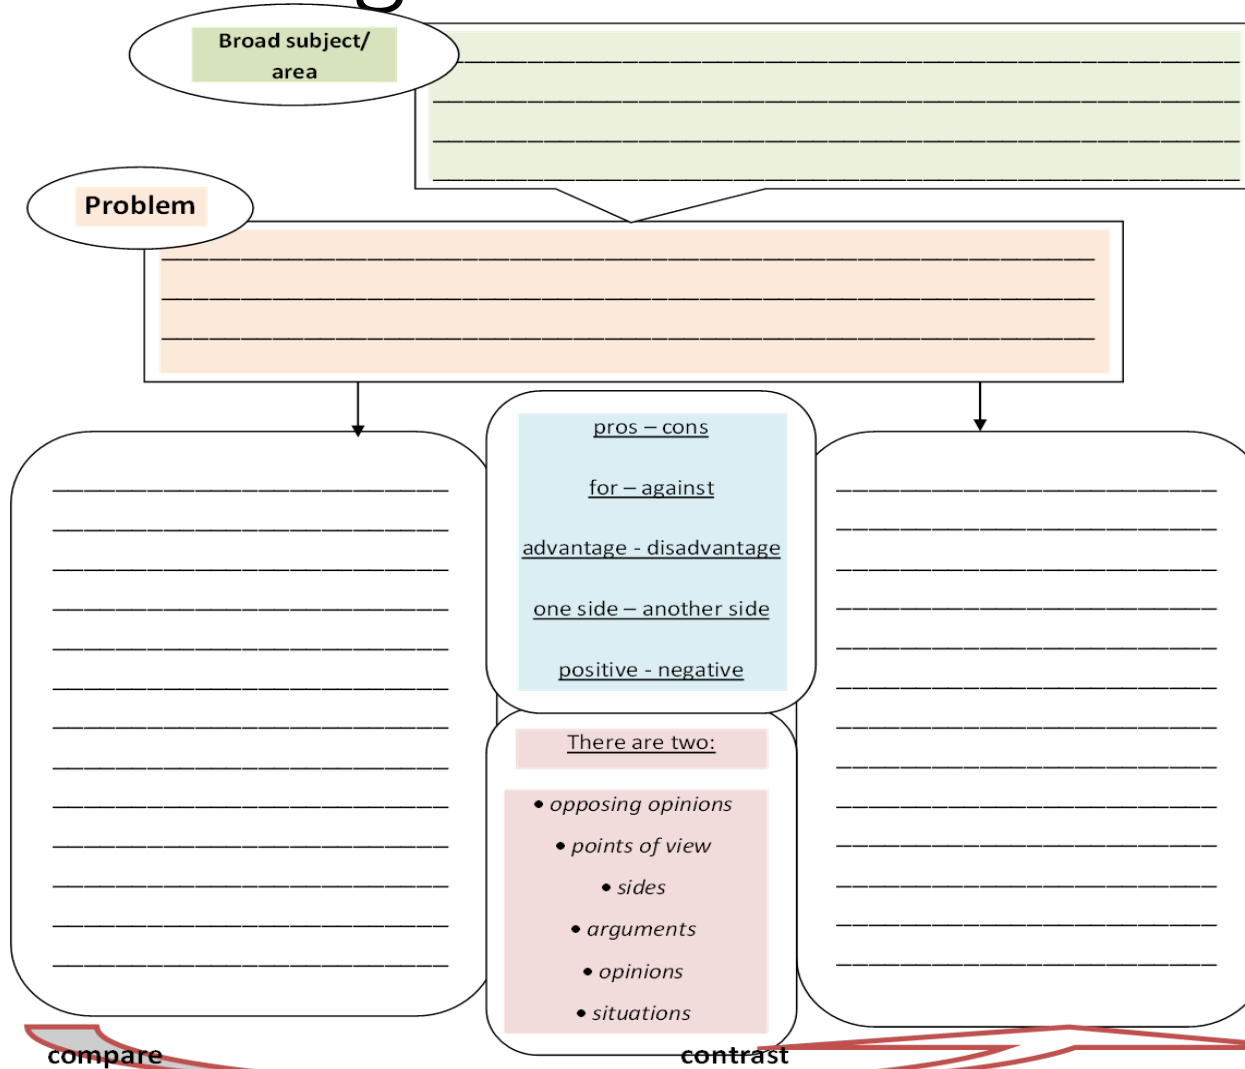 Broad subject/
area
Problem
pros – cons
for – against
advantage - disadvantage
one side – another side
positive - negative
There are two:
• opposing opinions
• points of view
• sides
• arguments
• opinions
• situations
compare
contrast